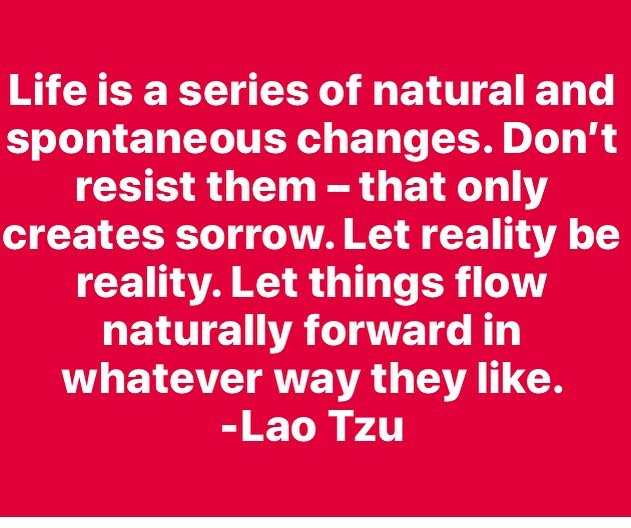 Life is a series of natural and
spontaneous changes. Don’t
resist them – that only
creates sorrow. Let reality be
reality. Let things flow
naturally forward in
whatever way they like.
-Lao Tzu